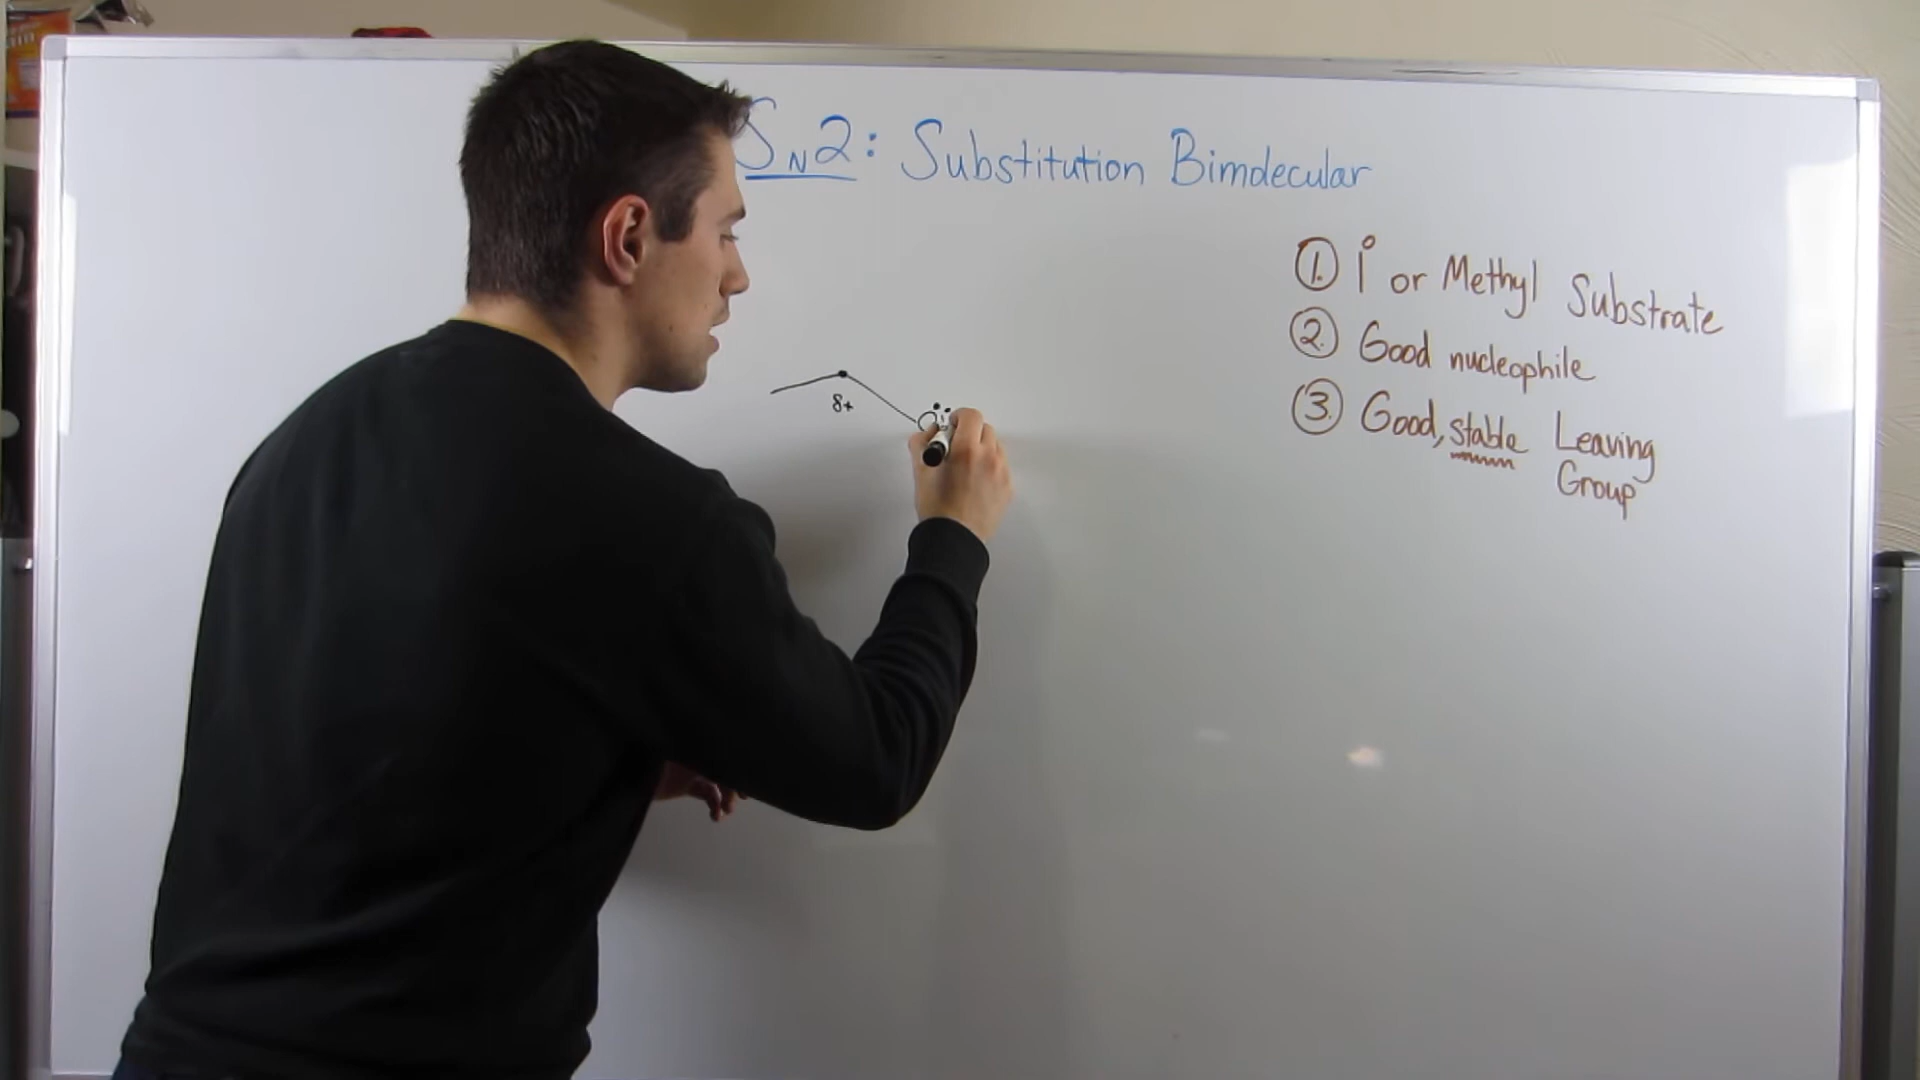 SN2: Substitution Bimolecular
1. 1° or Methyl Substrate
2. Good nucleophile
3. Good, stable Leaving
Group
δ+